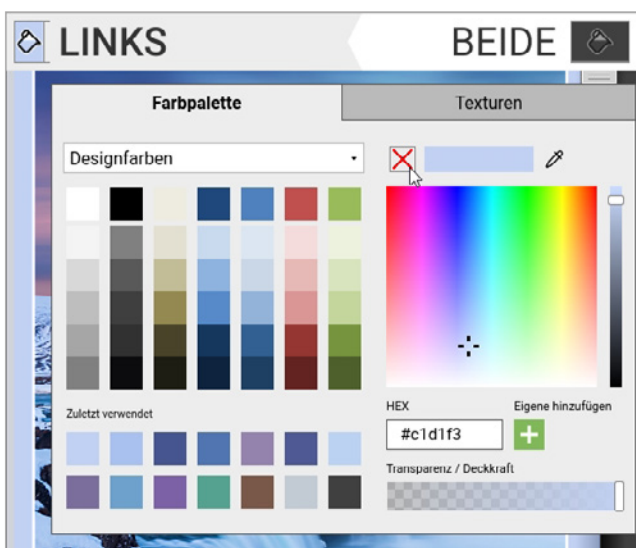 LINKS
BEIDE
Farbpalette
Texturen
Designfarben
Zuletzt verwendet
HEX
Eigene hinzufügen
#c1d1f3
Transparenz / Deckkraft